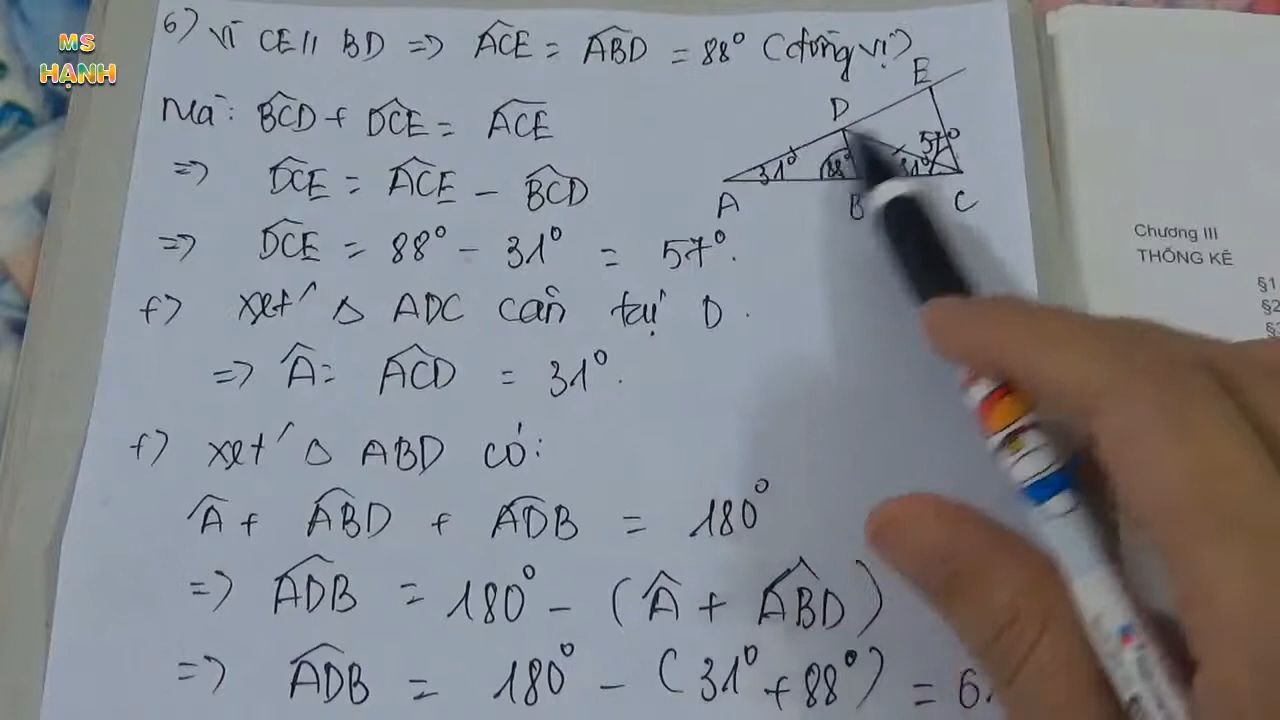 MS
HẠNH
6) Vì CE // BD => ACE^ = ABD^ = 88° (đồng vị)
Mà: BCD^ + DCE^ = ACE^
=> DCE^ = ACE^ - BCD^
=> DCE^ = 88° - 31° = 57°.
+) xét Δ ADC cân tại D.
=> A^ = ACD^ = 31°.
+) xét Δ ABD có:
A^ + ABD^ + ADB^ = 180°
=> ADB^ = 180° - (A^ + ABD^)
=> ADB^ = 180° - (31° + 88°) = 6
E
D
57°
31°
88°
31°
A
B
C
Chương III
THỐNG KÊ
§1
§2